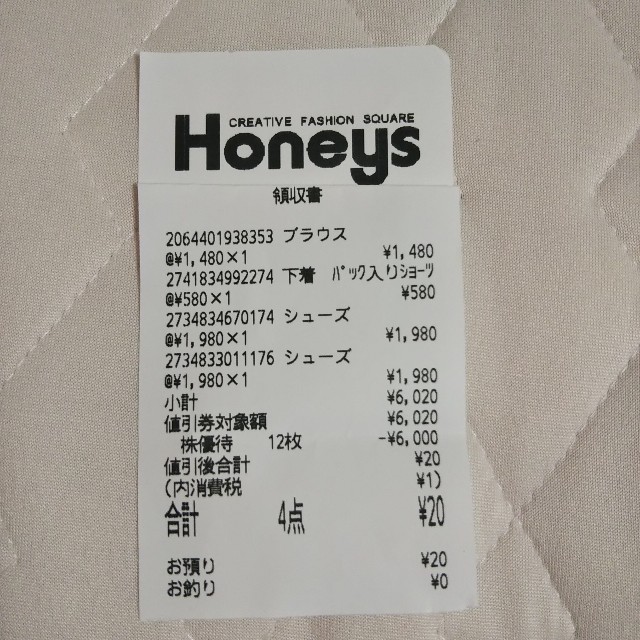 CREATIVE FASHION SQUARE
Honeys
領収書
2064401938353 ブラウス
@¥1,480×1 ¥1,480
2741834992274 下着 ﾊﾟｯｸ入りｼｮｰﾂ
@¥580×1 ¥580
2734834670174 シューズ
@¥1,980×1 ¥1,980
2734833011176 シューズ
@¥1,980×1 ¥1,980
小計 ¥6,020
値引券対象額 ¥6,020
株優待 12枚 -¥6,000
値引後合計 ¥20
(内消費税 ¥1)
合計 4点 ¥20
お預り ¥20
お釣り ¥0